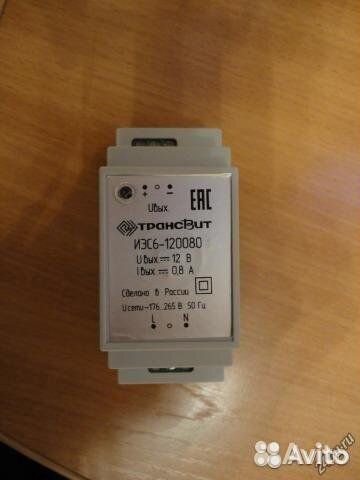 + -
Uвых.
EAC
ТРАНСВИТ
ИЭС6-120080
Uвых = 12 В
Iвых = 0,8 А
Сделано в России
Uсети~176..265 В 50 Гц
L N
Avito